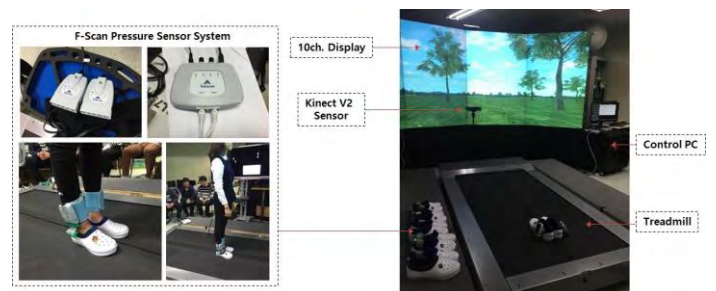 F-Scan Pressure Sensor System
10ch. Display
Kinect V2
Sensor
Control PC
Treadmill